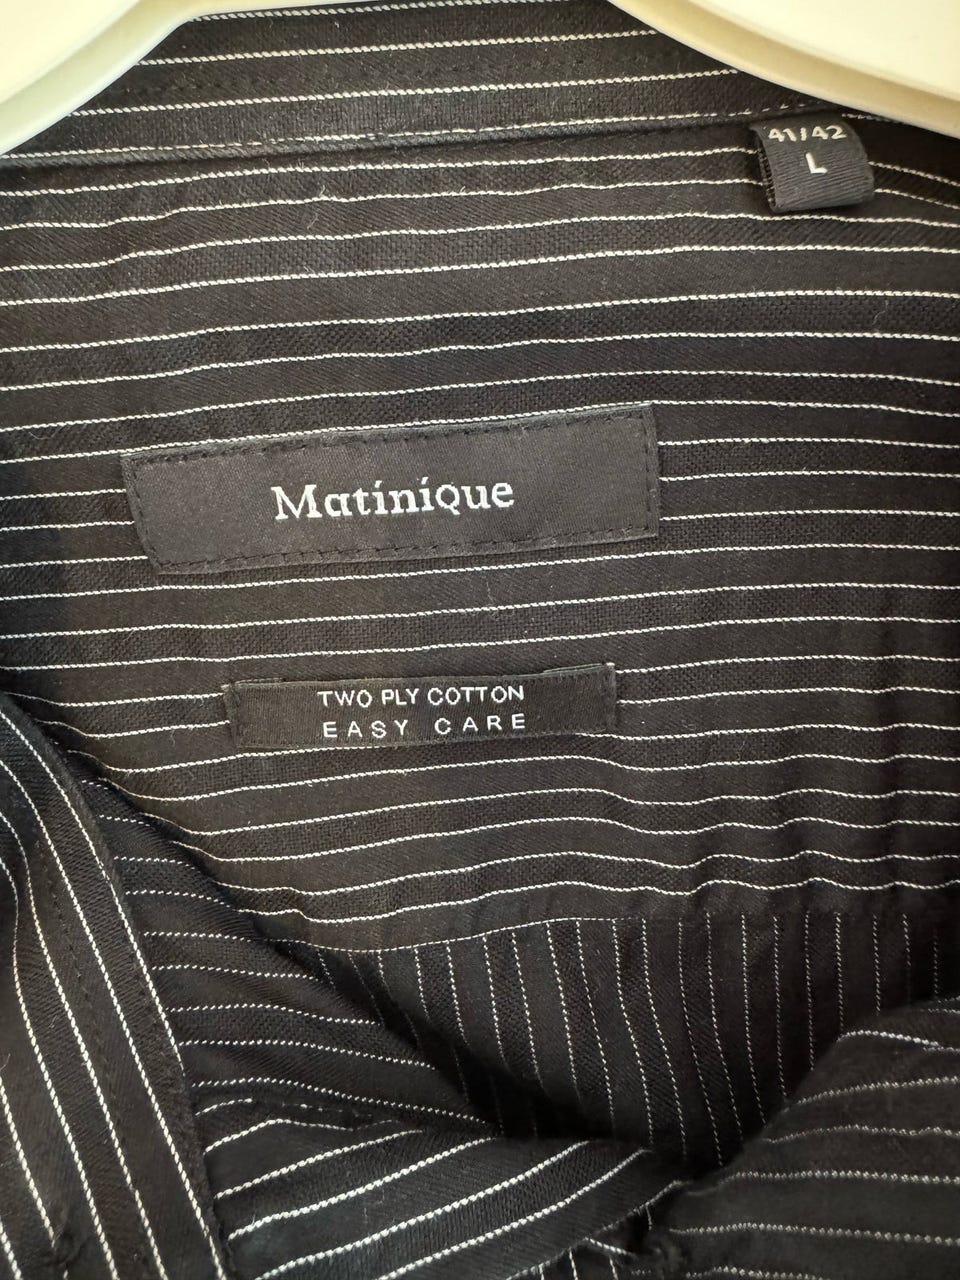 41/42
L
Matinique
TWO PLY COTTON
EASY CARE